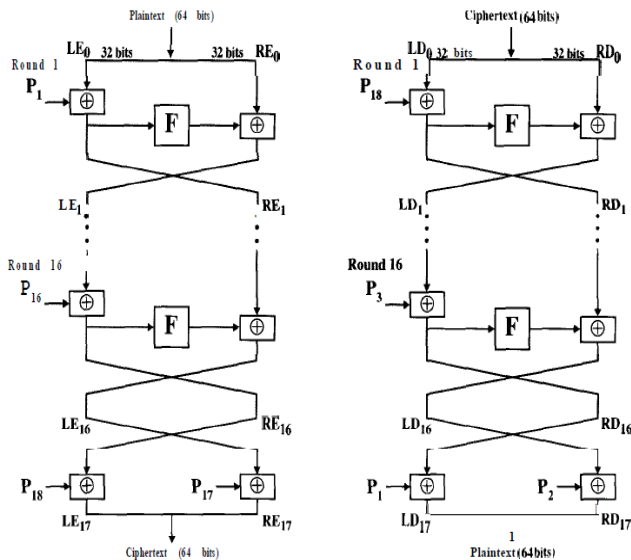 Plaintext (64 bits)
LE0 32 bits 32 bits RE0
Round 1
P1
⊕
F
⊕
LE1
RE1
Round 16
P16
⊕
F
⊕
LE16
RE16
P18
⊕
P17
⊕
LE17
RE17
Ciphertext (64 bits)
Ciphertext (64 bits)
LD0 32 bits 32 bits RD0
Round 1
P18
⊕
F
⊕
LD1
RD1
Round 16
P3
⊕
F
⊕
LD16
RD16
P1
⊕
P2
⊕
LD17
RD17
1
Plaintext (64 bits)